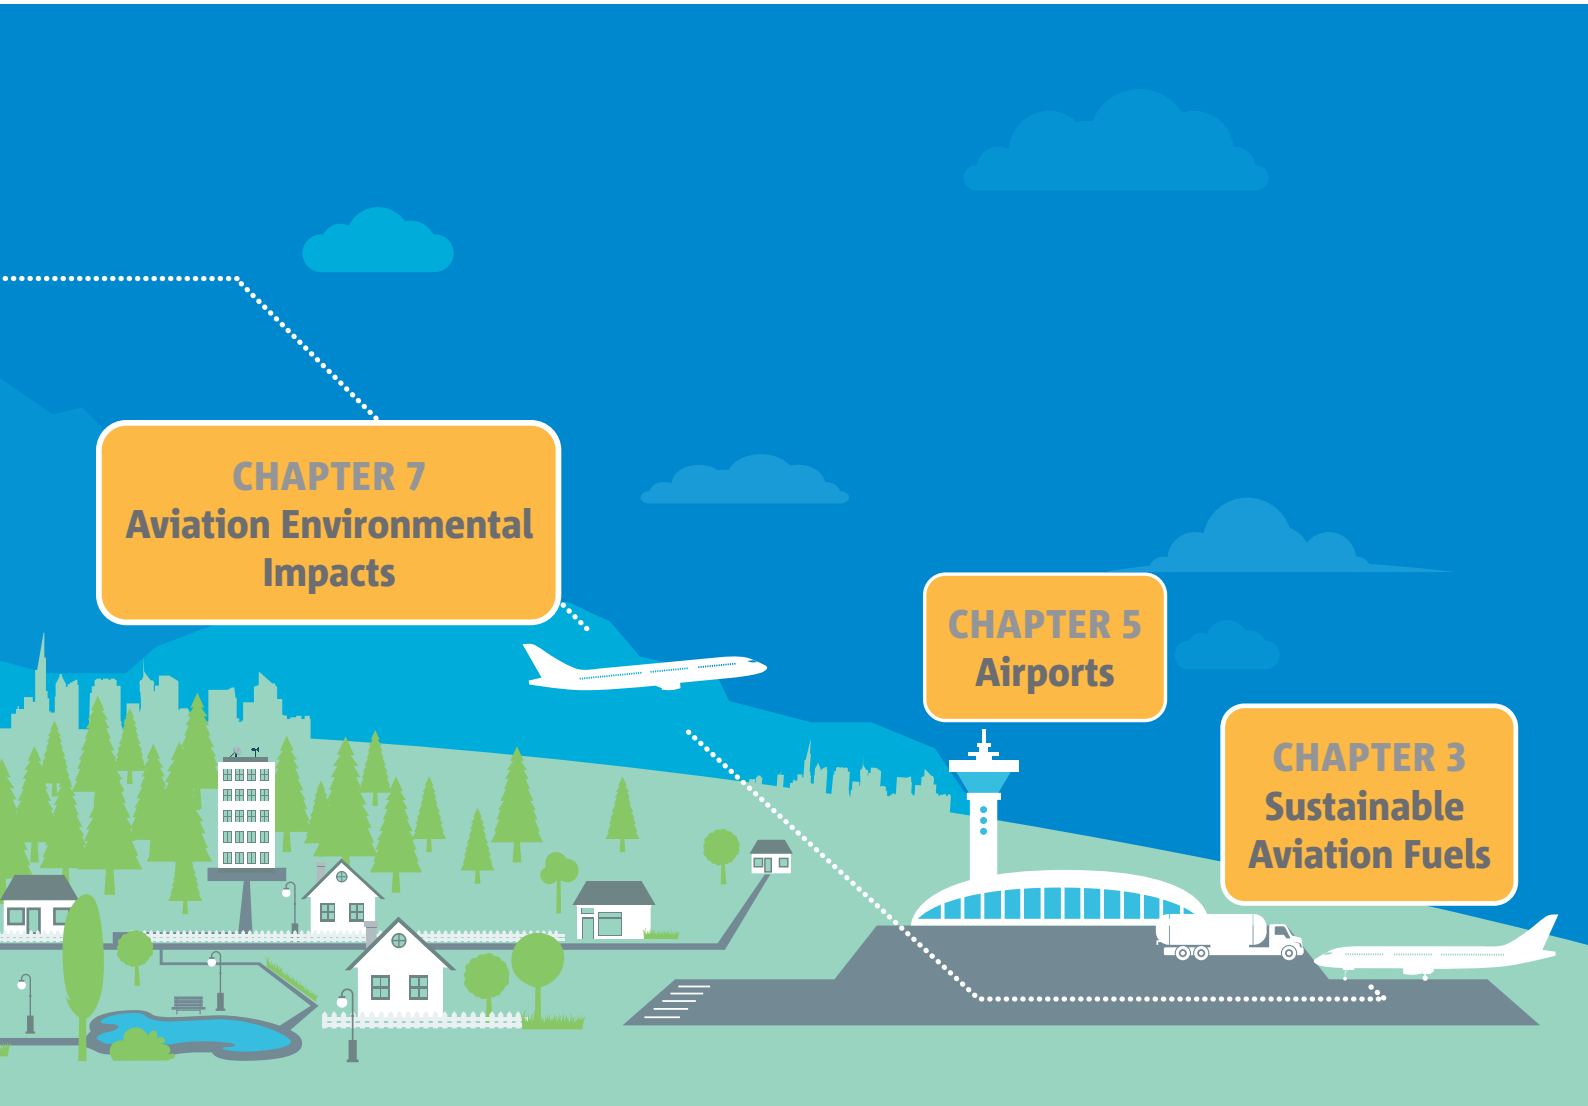 CHAPTER 7
Aviation Environmental
Impacts
CHAPTER 5
Airports
CHAPTER 3
Sustainable
Aviation Fuels